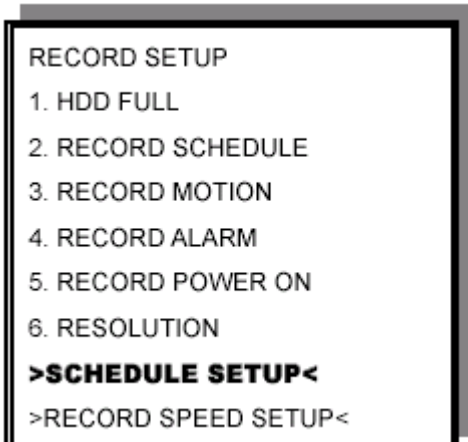 RECORD SETUP
1. HDD FULL
2. RECORD SCHEDULE
3. RECORD MOTION
4. RECORD ALARM
5. RECORD POWER ON
6. RESOLUTION
>SCHEDULE SETUP<
>RECORD SPEED SETUP<